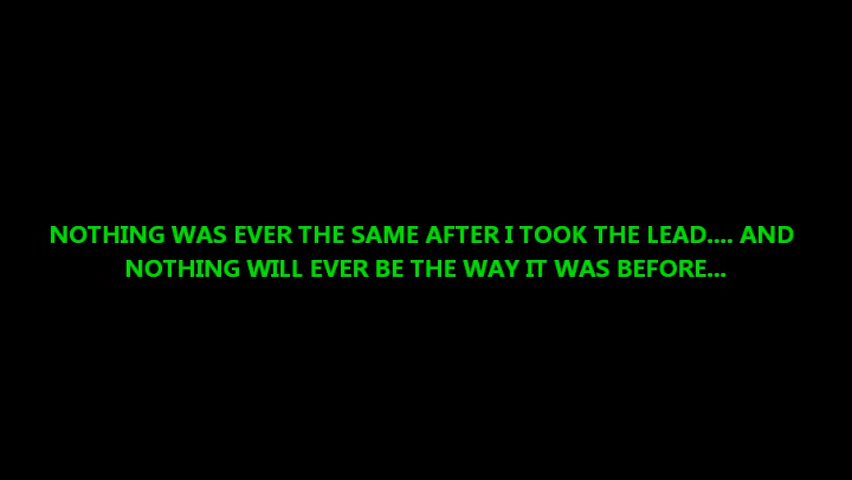 NOTHING WAS EVER THE SAME AFTER I TOOK THE LEAD.... AND
NOTHING WILL EVER BE THE WAY IT WAS BEFORE...